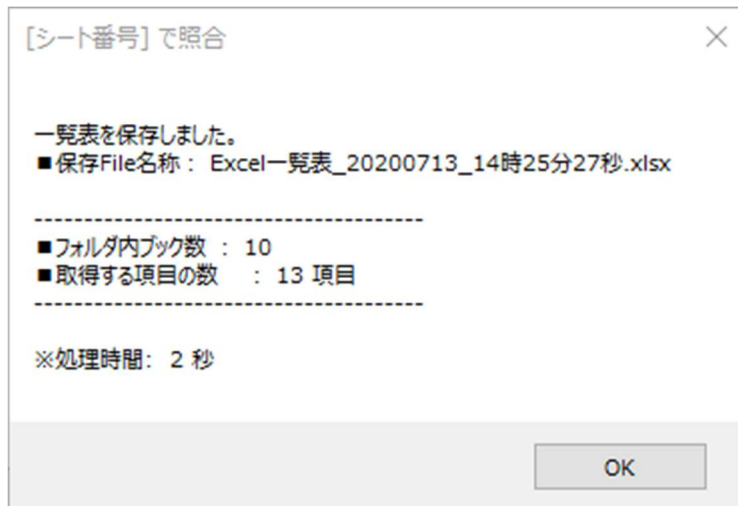 [シート番号] で照合
一覧表を保存しました。
■保存File名称： Excel一覧表_20200713_14時25分27秒.xlsx
---------------------------------------
■フォルダ内ブック数 ： 10
■取得する項目の数 ： 13 項目
---------------------------------------
※処理時間： 2 秒
OK